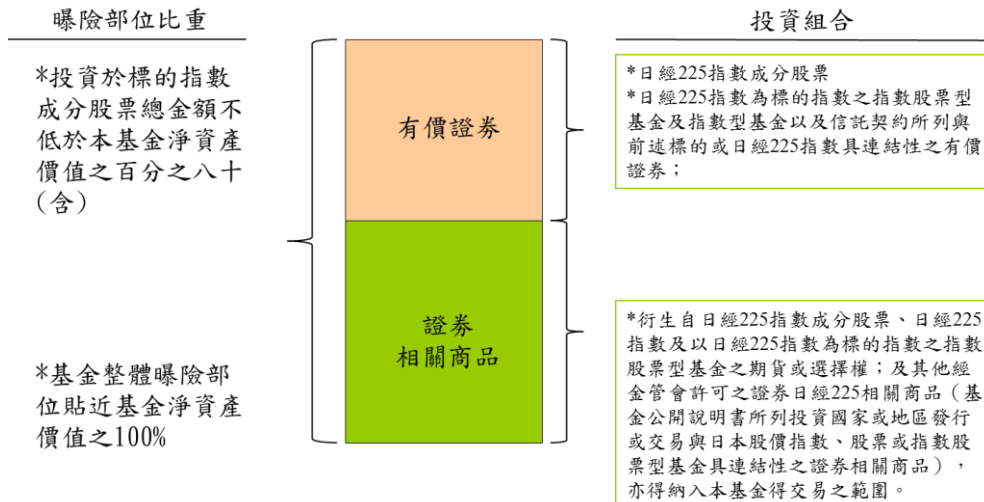 曝險部位比重
*投資於標的指數
成分股票總金額不
低於本基金淨資產
價值之百分之八十
(含)
*基金整體曝險部
位貼近基金淨資產
價值之100%
有價證券
證券
相關商品
投資組合
*日經225指數成分股票
*日經225指數為標的指數之指數股票型
基金及指數型基金以及信託契約所列與
前述標的或日經225指數具連結性之有價
證券；
*衍生自日經225指數成分股票、日經225
指數及以日經225指數為標的指數之指數
股票型基金之期貨或選擇權；及其他經
金管會許可之證券日經225相關商品（基
金公開說明書所列投資國家或地區發行
或交易與日本股價指數、股票或指數股
票型基金具連結性之證券相關商品），
亦得納入本基金得交易之範圍。